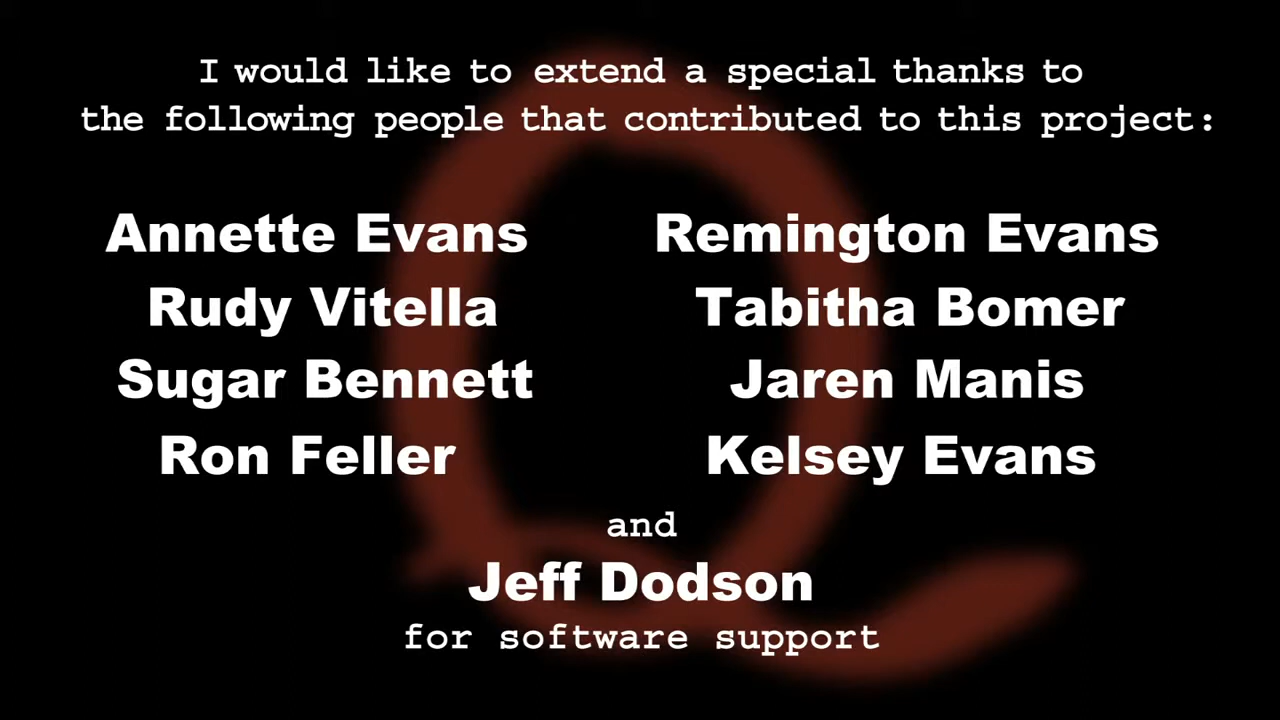 I would like to extend a special thanks to
the following people that contributed to this project:
Annette Evans Remington Evans
Rudy Vitella Tabitha Bomer
Sugar Bennett Jaren Manis
Ron Feller Kelsey Evans
and
Jeff Dodson
for software support